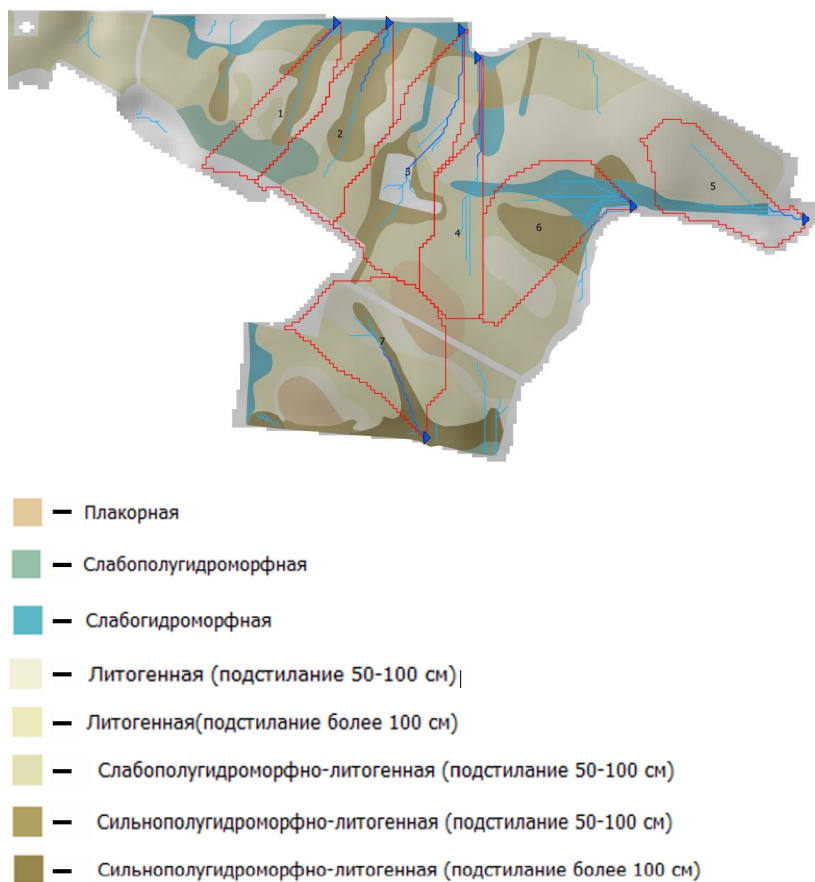 1
2
3
4
5
6
7
— Плакорная
— Слабополугидроморфная
— Слабогидроморфная
— Литогенная (подстилание 50-100 см)
— Литогенная(подстилание более 100 см)
— Слабополугидроморфно-литогенная (подстилание 50-100 см)
— Сильнополугидроморфно-литогенная (подстилание 50-100 см)
— Сильнополугидроморфно-литогенная (подстилание более 100 см)